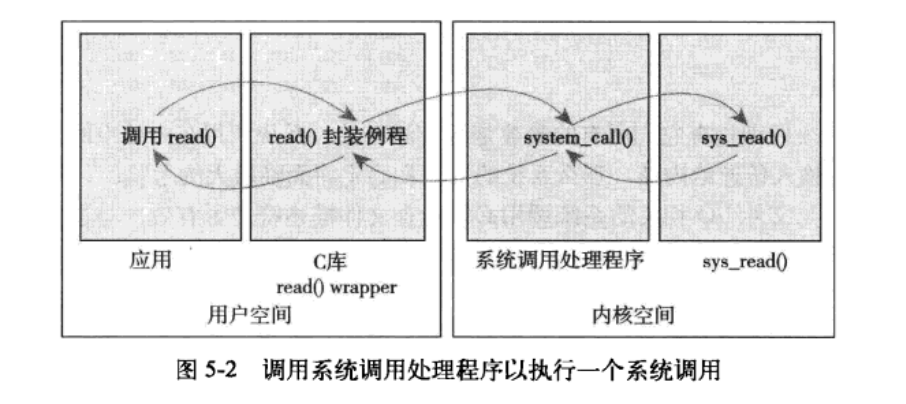 调用 read()
read() 封装例程
system_call()
sys_read()
应用
C库
read() wrapper
系统调用处理程序
sys_read()
用户空间
内核空间
图 5-2 调用系统调用处理程序以执行一个系统调用